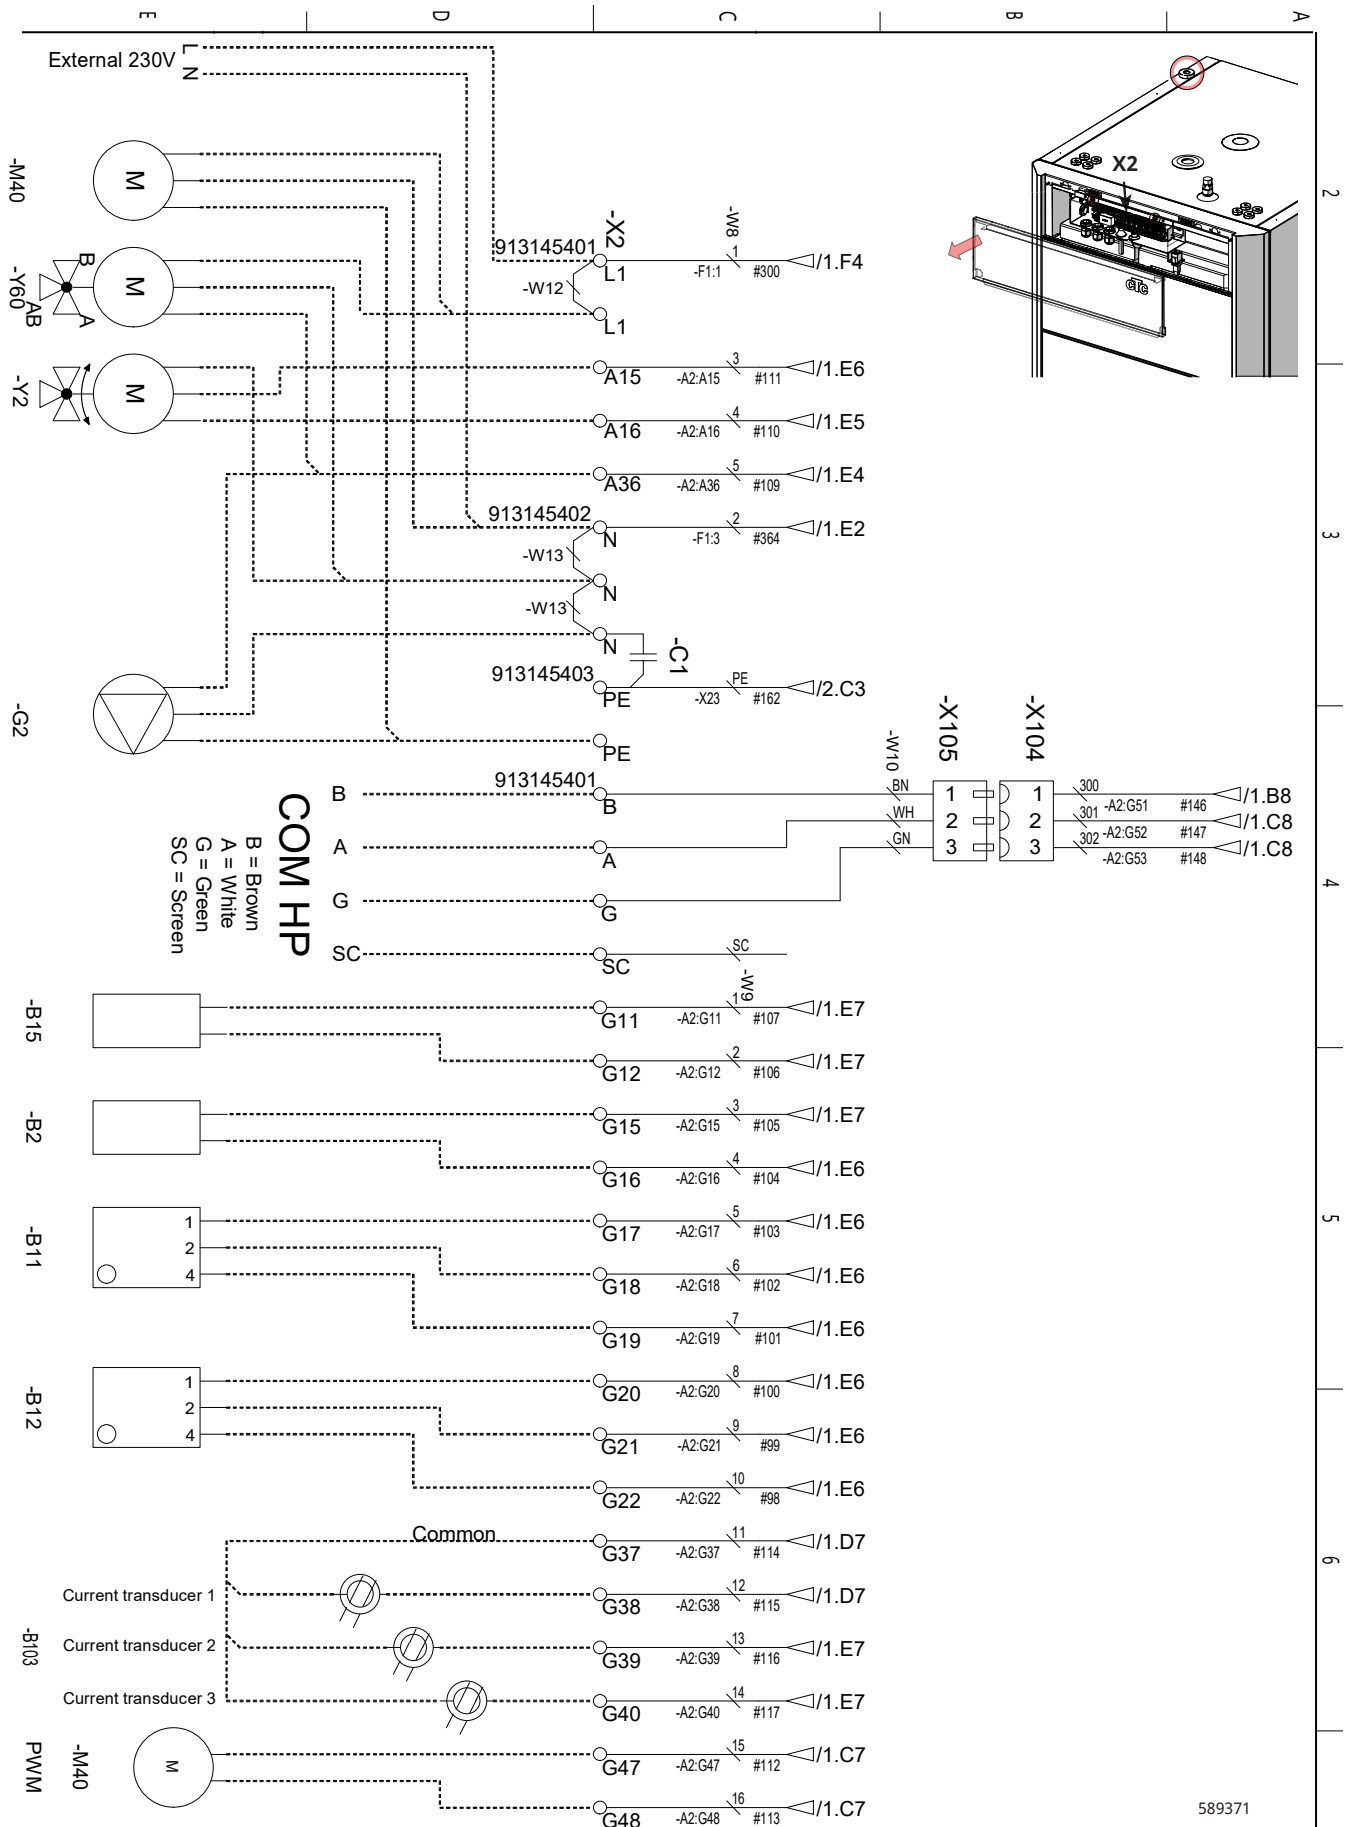 E D C B A
External 230V L
N
X2
2
-M40
M
-X2
-W8
913145401
L1
-F1:1
1
#300
/1.F4
cTc
-Y60
B
A
AB
M
-W12
L1
-Y2
M
A15
-A2:A15
3
#111
/1.E6
A16
-A2:A16
4
#110
/1.E5
A36
-A2:A36
5
#109
/1.E4
913145402
N
-F1:3
2
#364
/1.E2
3
-W13
N
-W13
N
-C1
913145403
PE
-X23
PE
#162
/2.C3
-G2
PE
-W10
-X105
-X104
COM HP
B = Brown
A = White
G = Green
SC = Screen
B
913145401
B
BN
1
1
300
-A2:G51
#146
/1.B8
WH
2
2
301
-A2:G52
#147
/1.C8
A
A
GN
3
3
302
-A2:G53
#148
/1.C8
4
G
G
SC
SC
SC
-W9
-B15
G11
-A2:G11
1
#107
/1.E7
G12
-A2:G12
2
#106
/1.E7
-B2
G15
-A2:G15
3
#105
/1.E7
G16
-A2:G16
4
#104
/1.E6
5
-B11
1
2
4
G17
-A2:G17
5
#103
/1.E6
G18
-A2:G18
6
#102
/1.E6
G19
-A2:G19
7
#101
/1.E6
-B12
1
2
4
G20
-A2:G20
8
#100
/1.E6
G21
-A2:G21
9
#99
/1.E6
G22
-A2:G22
10
#98
/1.E6
Common
G37
-A2:G37
11
#114
/1.D7
6
Current transducer 1
G38
-A2:G38
12
#115
/1.D7
-B103
Current transducer 2
G39
-A2:G39
13
#116
/1.E7
Current transducer 3
G40
-A2:G40
14
#117
/1.E7
PWM
-M40
M
G47
-A2:G47
15
#112
/1.C7
G48
-A2:G48
16
#113
/1.C7
589371